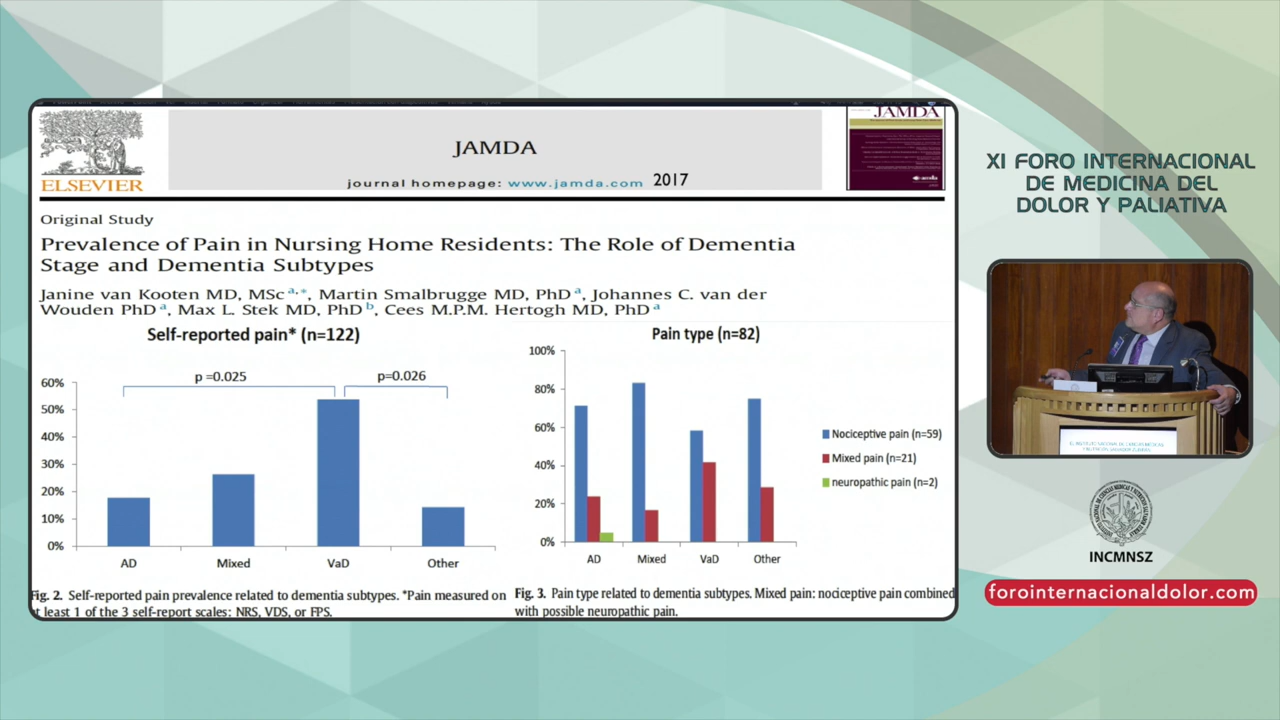 JAMDA
journal homepage: www.jamda.com 2017
JAMDA
ELSEVIER
Original Study
Prevalence of Pain in Nursing Home Residents: The Role of Dementia
Stage and Dementia Subtypes
Janine van Kooten MD, MSc a,*, Martin Smalbrugge MD, PhD a, Johannes C. van der
Wouden PhD a, Max L. Stek MD, PhD b, Cees M.P.M. Hertogh MD, PhD a
Self-reported pain* (n=122)
p =0.025
p=0.026
60%
50%
40%
30%
20%
10%
0%
AD Mixed VaD Other
Fig. 2. Self-reported pain prevalence related to dementia subtypes. *Pain measured on
at least 1 of the 3 self-report scales: NRS, VDS, or FPS.
Pain type (n=82)
100%
80%
60%
40%
20%
0%
AD Mixed VaD Other
Nociceptive pain (n=59)
Mixed pain (n=21)
neuropathic pain (n=2)
Fig. 3. Pain type related to dementia subtypes. Mixed pain: nociceptive pain combined
with possible neuropathic pain.
XI FORO INTERNACIONAL
DE MEDICINA DEL
DOLOR Y PALIATIVA
INCMNSZ
forointernacionaldolor.com